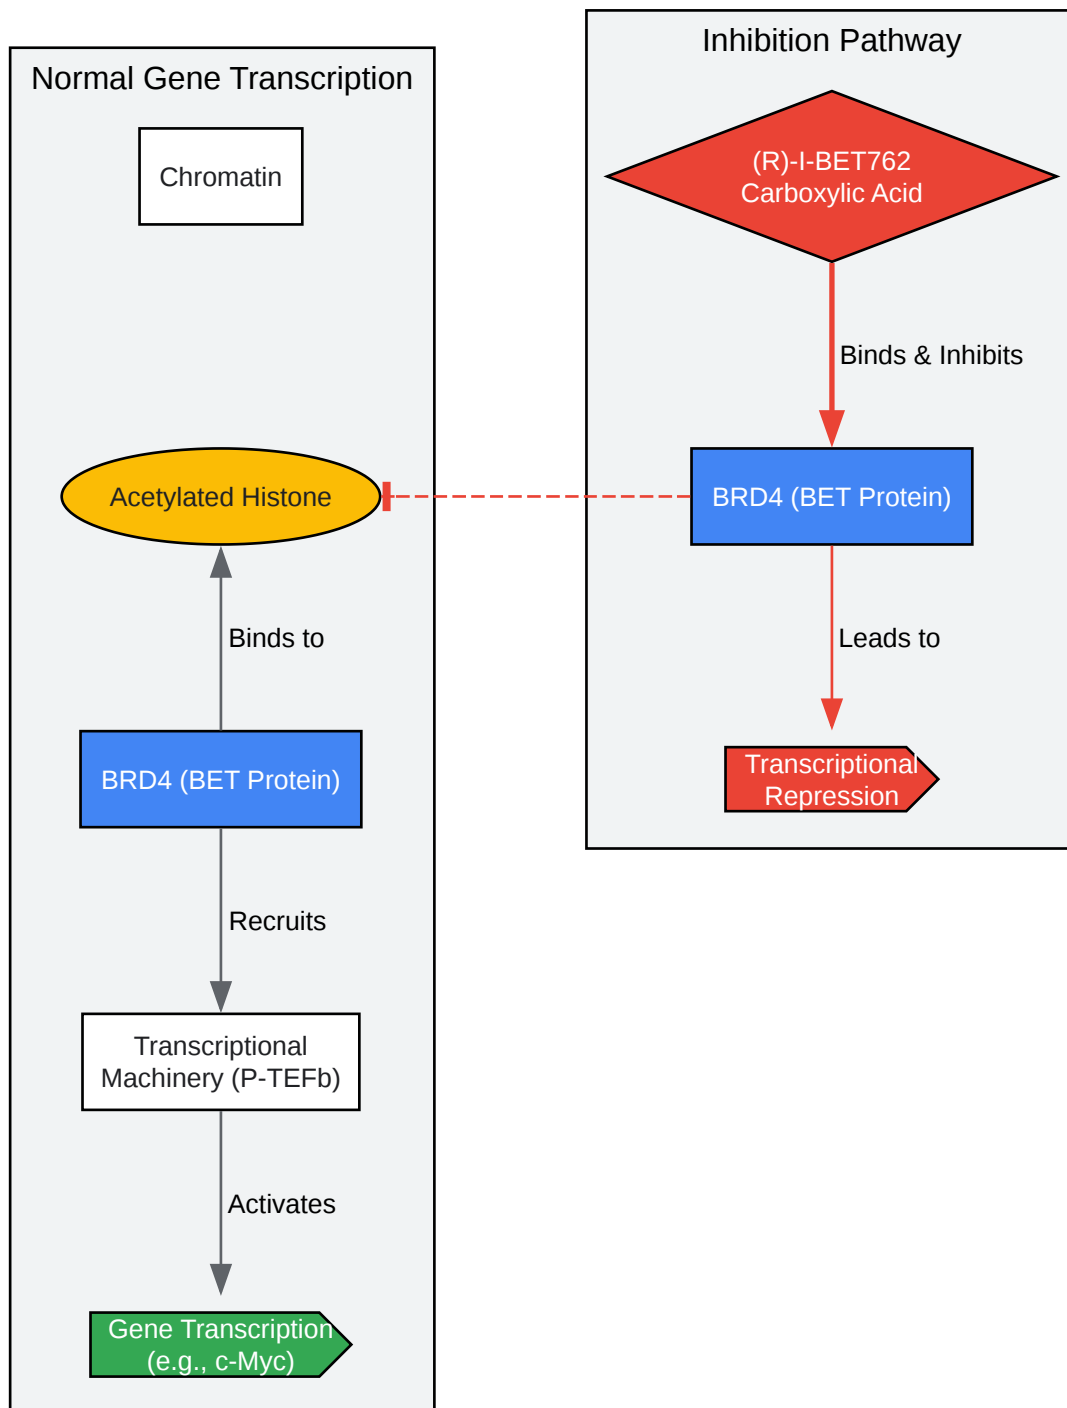 Normal Gene Transcription
Chromatin
Acetylated Histone
Binds to
BRD4 (BET Protein)
Recruits
Transcriptional
Machinery (P-TEFb)
Activates
Gene Transcription
(e.g., c-Myc)
Inhibition Pathway
(R)-I-BET762
Carboxylic Acid
Binds & Inhibits
BRD4 (BET Protein)
Leads to
Transcriptional
Repression